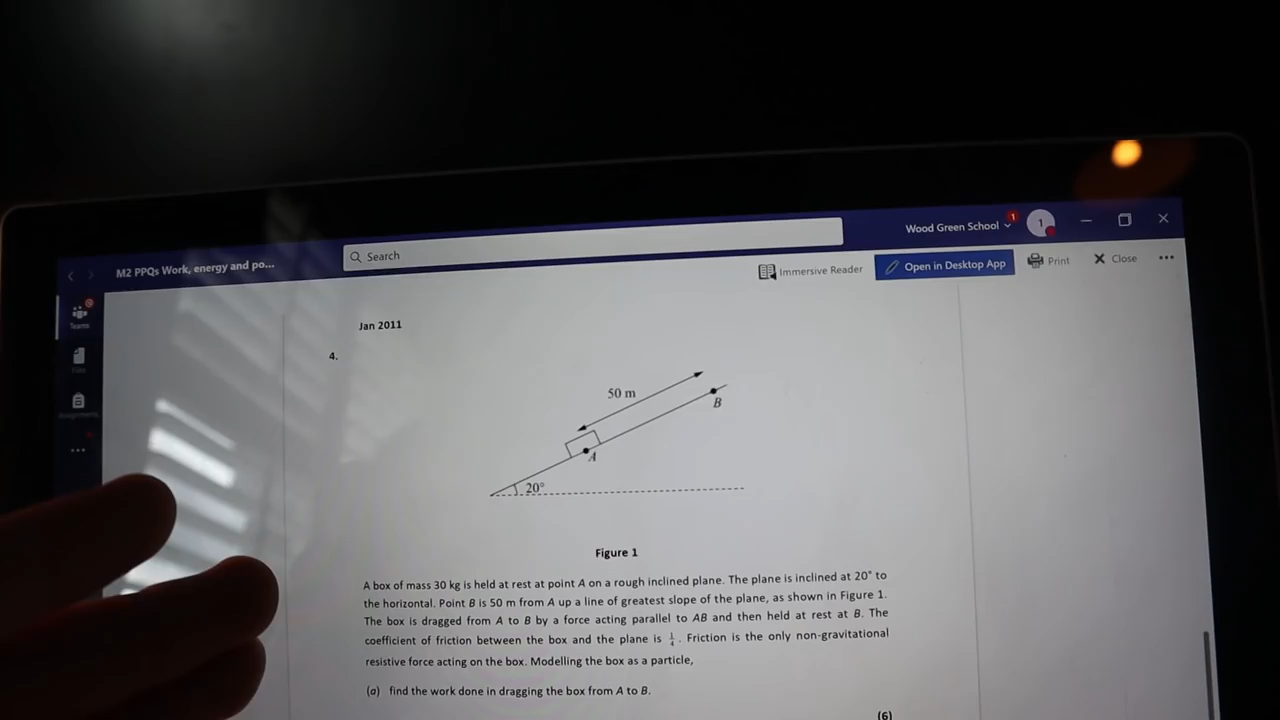 M2 PPQs Work, energy and po...
Search
Wood Green School
1
1
Immersive Reader
Open in Desktop App
Print
Close
Teams
Files
Assignments
Jan 2011
4.
50 m
B
A
20°
Figure 1
A box of mass 30 kg is held at rest at point A on a rough inclined plane. The plane is inclined at 20° to
the horizontal. Point B is 50 m from A up a line of greatest slope of the plane, as shown in Figure 1.
The box is dragged from A to B by a force acting parallel to AB and then held at rest at B. The
coefficient of friction between the box and the plane is 1/4. Friction is the only non-gravitational
resistive force acting on the box. Modelling the box as a particle,
(a) find the work done in dragging the box from A to B.
(6)